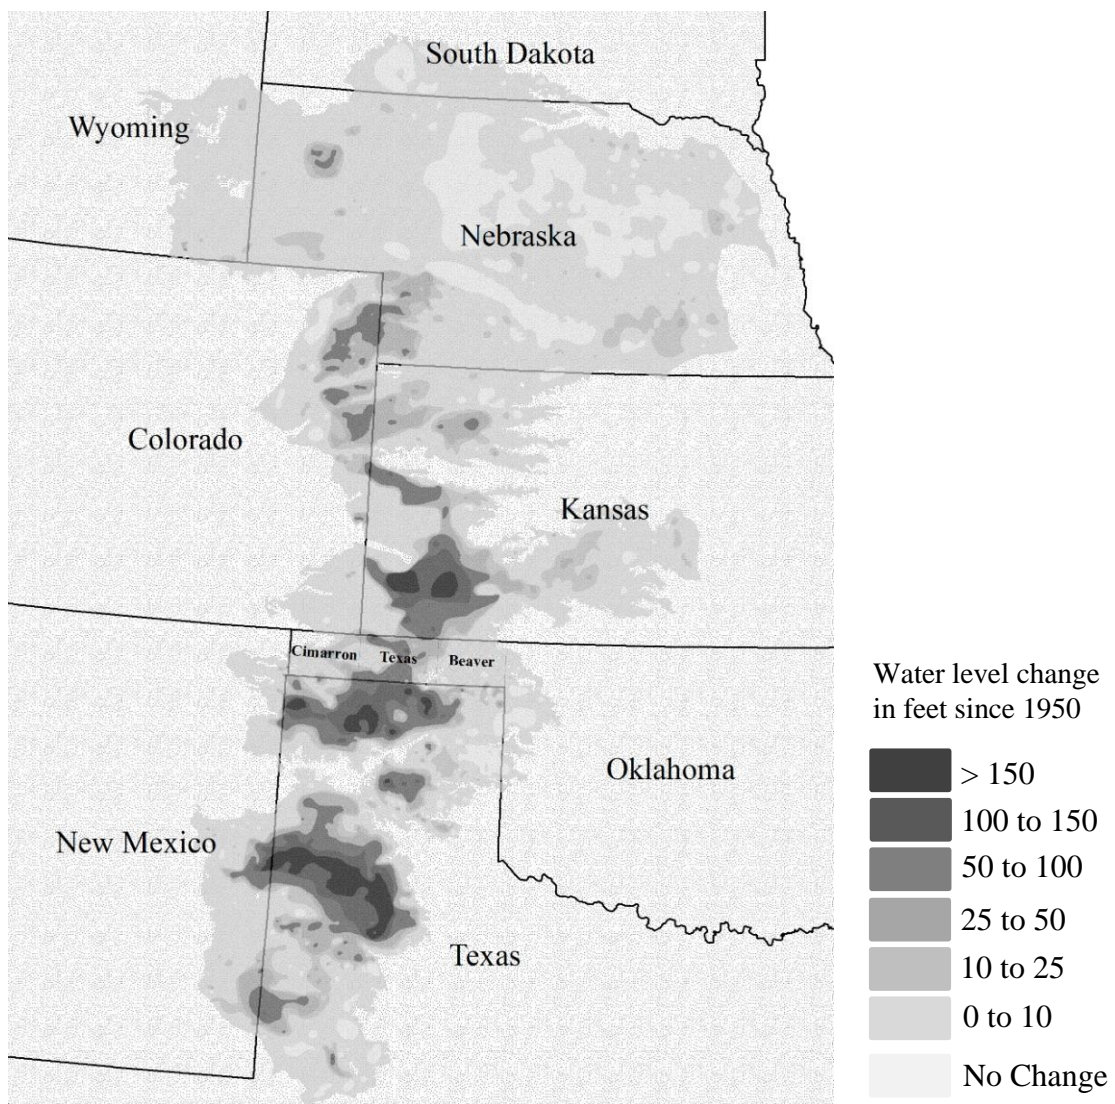 South Dakota
Wyoming
Nebraska
Colorado
Kansas
Cimarron Texas Beaver
Water level change
in feet since 1950
Oklahoma
> 150
100 to 150
New Mexico
50 to 100
25 to 50
Texas
10 to 25
0 to 10
No Change